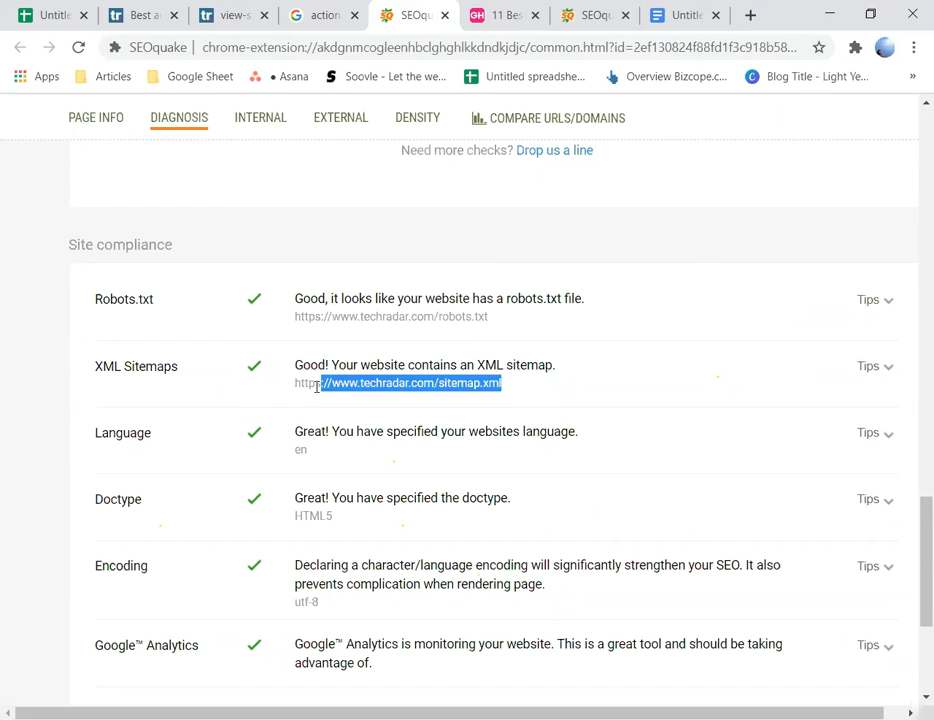 Untitle
Best a
view-s
action
SEOqu
11 Bes
SEOqu
Untitle
SEOquake
chrome-extension://akdgnmcogleenhbclghghlkkdndkjdjc/common.html?id=2ef130824f88fd1f3c918b58...
Apps
Articles
Google Sheet
Asana
Soovle - Let the we...
Untitled spreadshe...
Overview Bizcope.c...
Blog Title - Light Ye...
»
PAGE INFO
DIAGNOSIS
INTERNAL
EXTERNAL
DENSITY
COMPARE URLS/DOMAINS
Need more checks? Drop us a line
Site compliance
Robots.txt
Good, it looks like your website has a robots.txt file.
https://www.techradar.com/robots.txt
Tips
XML Sitemaps
Good! Your website contains an XML sitemap.
https://www.techradar.com/sitemap.xml
Tips
Language
Great! You have specified your websites language.
en
Tips
Doctype
Great! You have specified the doctype.
HTML5
Tips
Encoding
Declaring a character/language encoding will significantly strengthen your SEO. It also
prevents complication when rendering page.
utf-8
Tips
Google™ Analytics
Google™ Analytics is monitoring your website. This is a great tool and should be taking
advantage of.
Tips